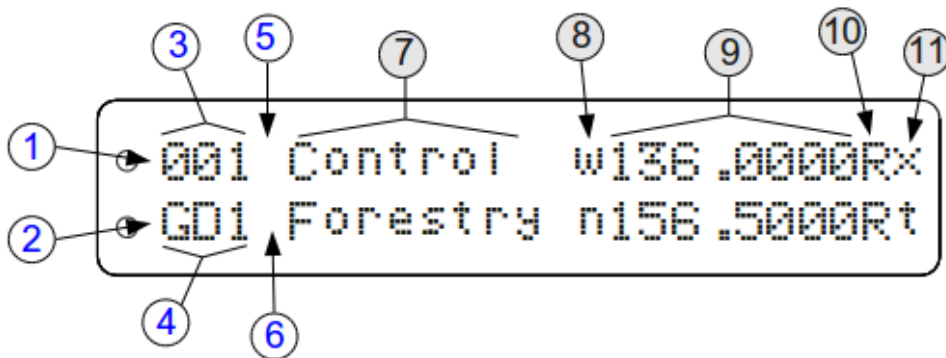 3 5 7 8 9 10 11
1 001 Control w136.0000Rx
2 GD1 Forestry n156.5000Rt
4 6